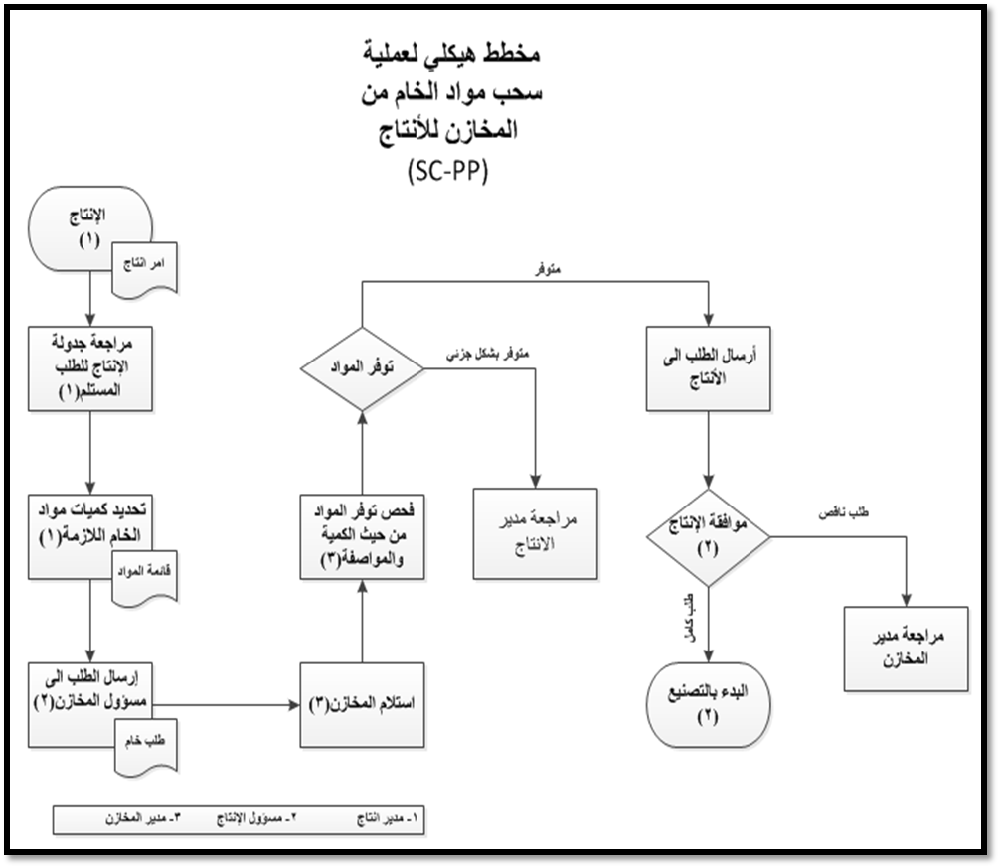 مخطط هيكلي لعملية
سحب مواد الخام من
المخازن للأنتاج
(SC-PP)
الإنتاج
(١)
امر انتاج
مراجعة جدولة
الإنتاج للطلب
المستلم(١)
تحديد كميات مواد
الخام اللازمة(١)
قائمة المواد
إرسال الطلب الى
مسؤول المخازن(٢)
طلب خام
استلام المخازن(٣)
فحص توفر المواد
من حيث الكمية
والمواصفة(٣)
توفر المواد
متوفر
متوفر بشكل جزئي
مراجعة مدير
الانتاج
أرسال الطلب الى
الأنتاج
موافقة الإنتاج
(٢)
طلب ناقص
مراجعة مدير
المخازن
طلب كامل
البدء بالتصنيع
(٢)
١- مدير انتاج ٢- مسؤول الإنتاج ٣- مدير المخازن